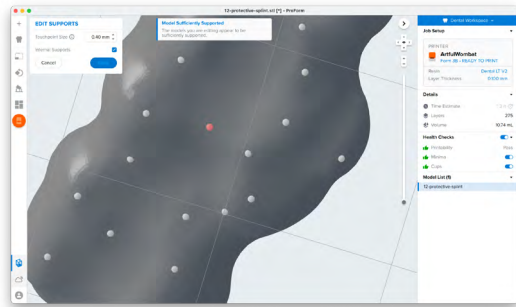 12-protective-splint.stl [*] - PreForm
EDIT SUPPORTS
Touchpoint Size
0.40 mm
Internal Supports
Cancel
Model Sufficiently Supported
The models you are editing appear to be
sufficiently supported.
Dental Workspace
Job Setup
PRINTER
ArtfulWombat
Form 3B - READY TO PRINT
Resin
Dental LT V2
Layer Thickness
0.100 mm
Details
Time Estimate
Layers
275
Volume
10.74 mL
Health Checks
Printability
Pass
Minima
Cups
Model List (1)
12-protective-splint